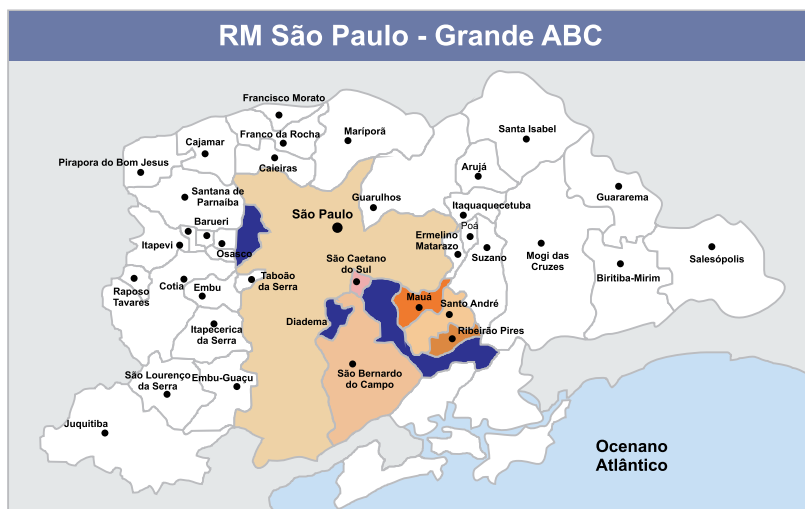 RM São Paulo - Grande ABC
Francisco Morato
Franco da Rocha
Maríporã
Santa Isabel
Cajamar
Caieiras
Pirapora do Bom Jesus
Arujá
Santana de
Parnaíba
Guarulhos
Guararema
Itaquaquecetuba
São Paulo
Barueri
Poá
Ermelino
Matarazo
Itapevi
Osasco
Suzano
Mogi das
Cruzes
Salesópolis
São Caetano
do Sul
Biritiba-Mirim
Taboão
da Serra
Cotia
Embu
Raposo
Tavares
Mauá
Santo André
Diadema
Ribeirão Pires
Itapecerica
da Serra
São Lourenço
da Serra
Embu-Guaçu
São Bernardo
do Campo
Juquitiba
Ocenano
Atlântico